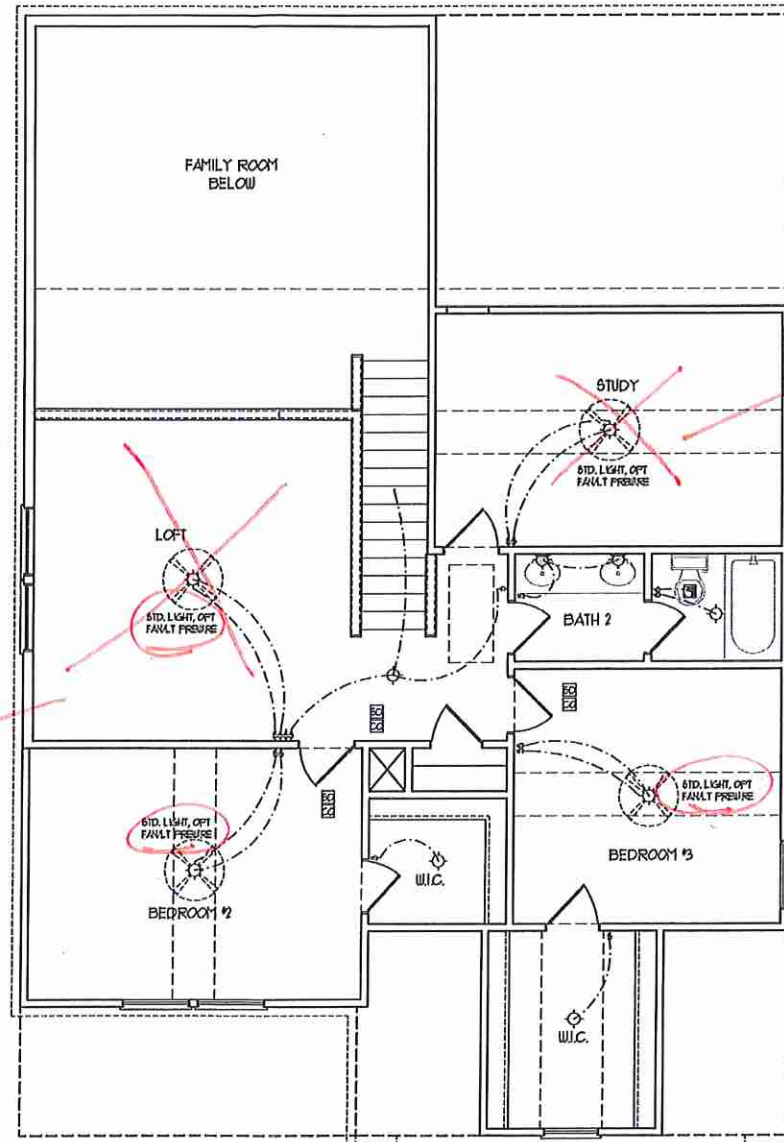 FAMILY ROOM
BELOW
STUDY
STD. LIGHT, OPT
FAN/LT PREWIRE
LOFT
STD. LIGHT, OPT
FAN/LT PREWIRE
BATH 2
SD
STD. LIGHT, OPT
FAN/LT PREWIRE
STD. LIGHT, OPT
FAN/LT PREWIRE
BEDROOM #3
W.I.C.
BEDROOM #2
W.I.C.